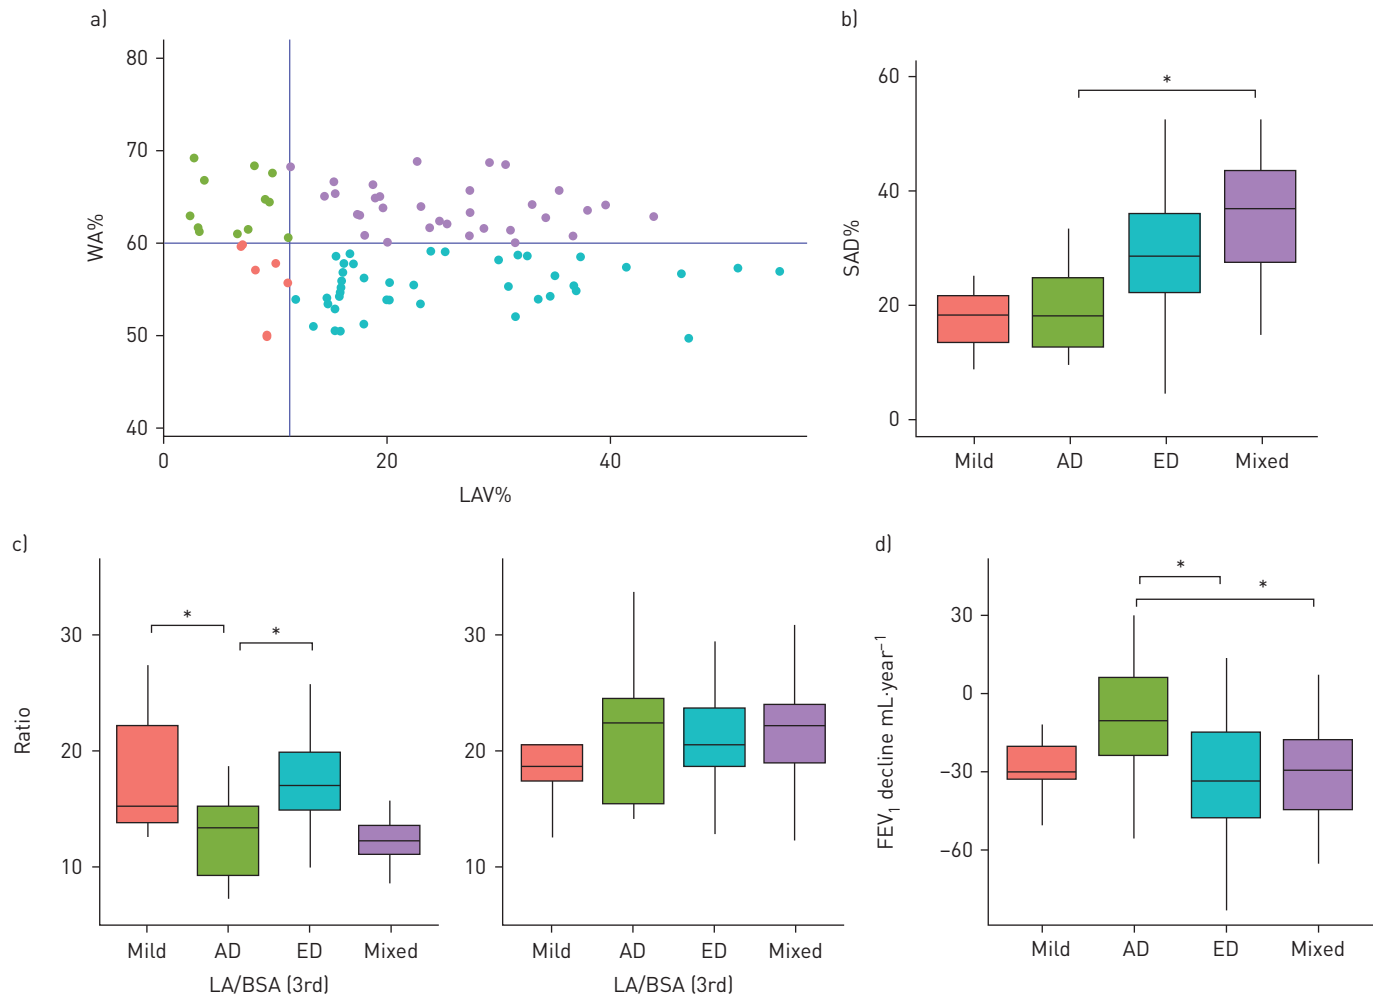 a)
80
70
60
50
40
WA%
0
20
40
LAV%
b)
60
40
20
0
SAD%
*
Mild
AD
ED
Mixed
c)
30
20
10
Ratio
*
*
Mild
AD
ED
Mixed
LA/BSA (3rd)
30
20
10
Mild
AD
ED
Mixed
LA/BSA (3rd)
d)
30
0
−30
−60
FEV₁ decline mL·year⁻¹
*
*
Mild
AD
ED
Mixed